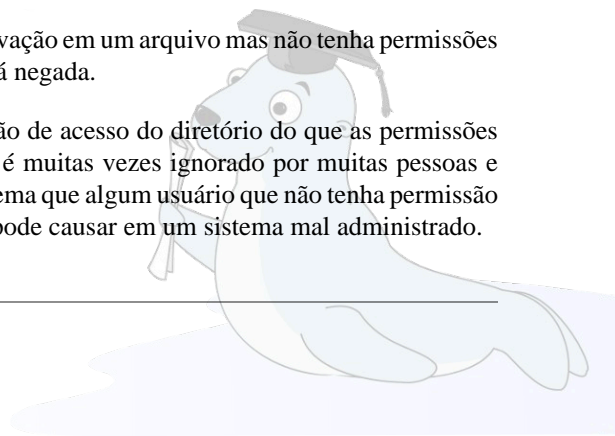 vação em um arquivo mas não tenha permissões
á negada.
ão de acesso do diretório do que as permissões
é muitas vezes ignorado por muitas pessoas e
ema que algum usuário que não tenha permissão
pode causar em um sistema mal administrado.